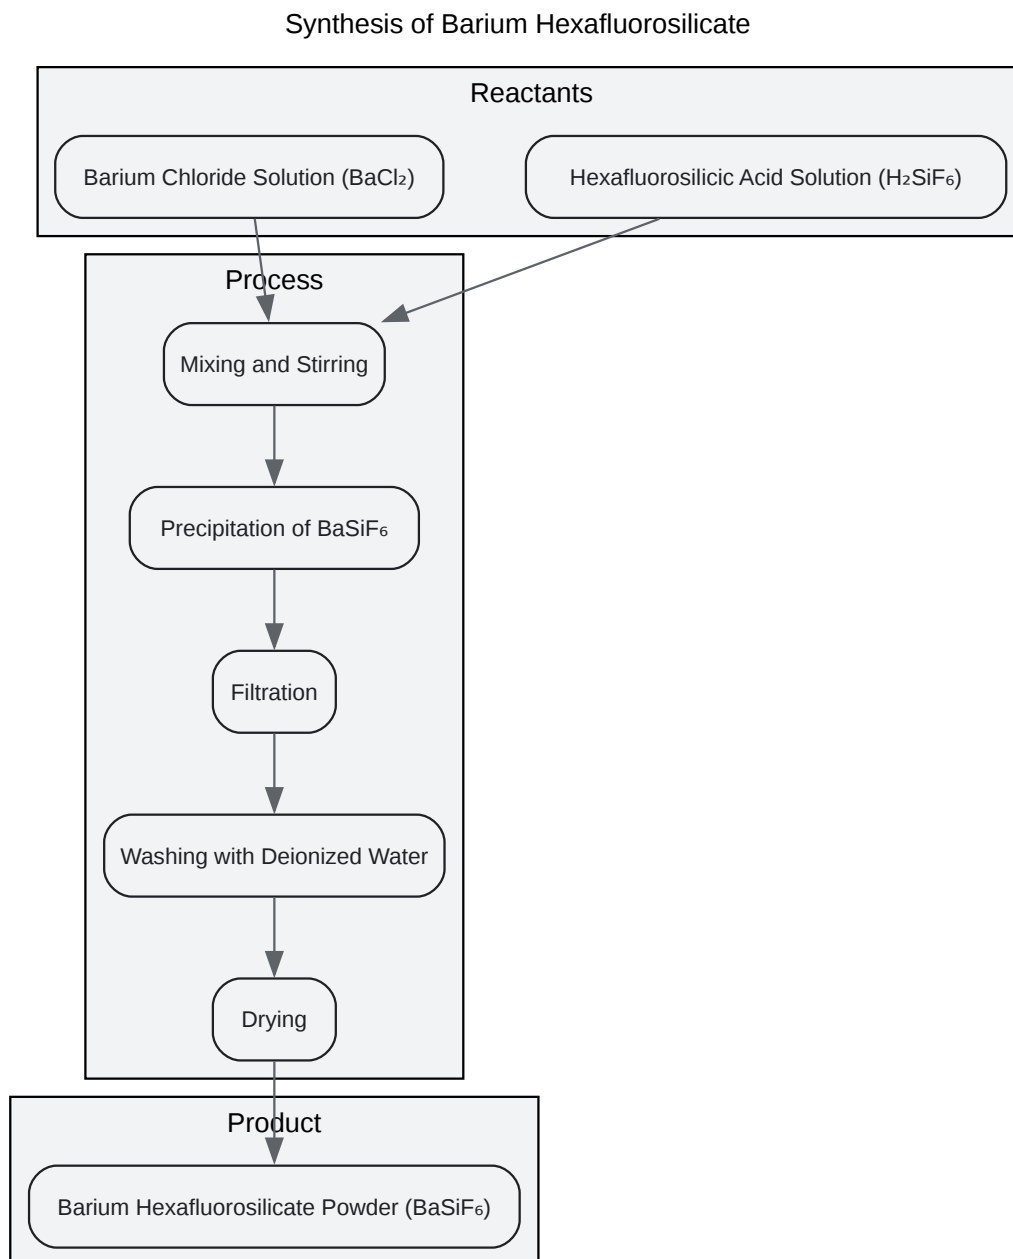 Synthesis of Barium Hexafluorosilicate
Reactants
Barium Chloride Solution (BaCl₂)
Hexafluorosilicic Acid Solution (H₂SiF₆)
Process
Mixing and Stirring
Precipitation of BaSiF₆
Filtration
Washing with Deionized Water
Drying
Product
Barium Hexafluorosilicate Powder (BaSiF₆)